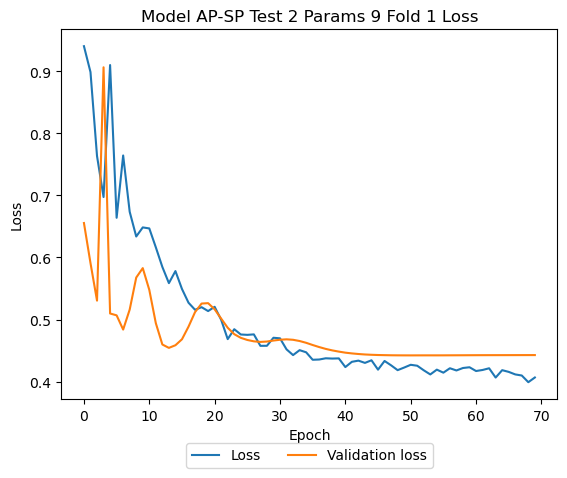 Model AP-SP Test 2 Params 9 Fold 1 Loss
Loss
0.9
0.8
0.7
0.6
0.5
0.4
0 10 20 30 40 50 60 70
Epoch
Loss Validation loss